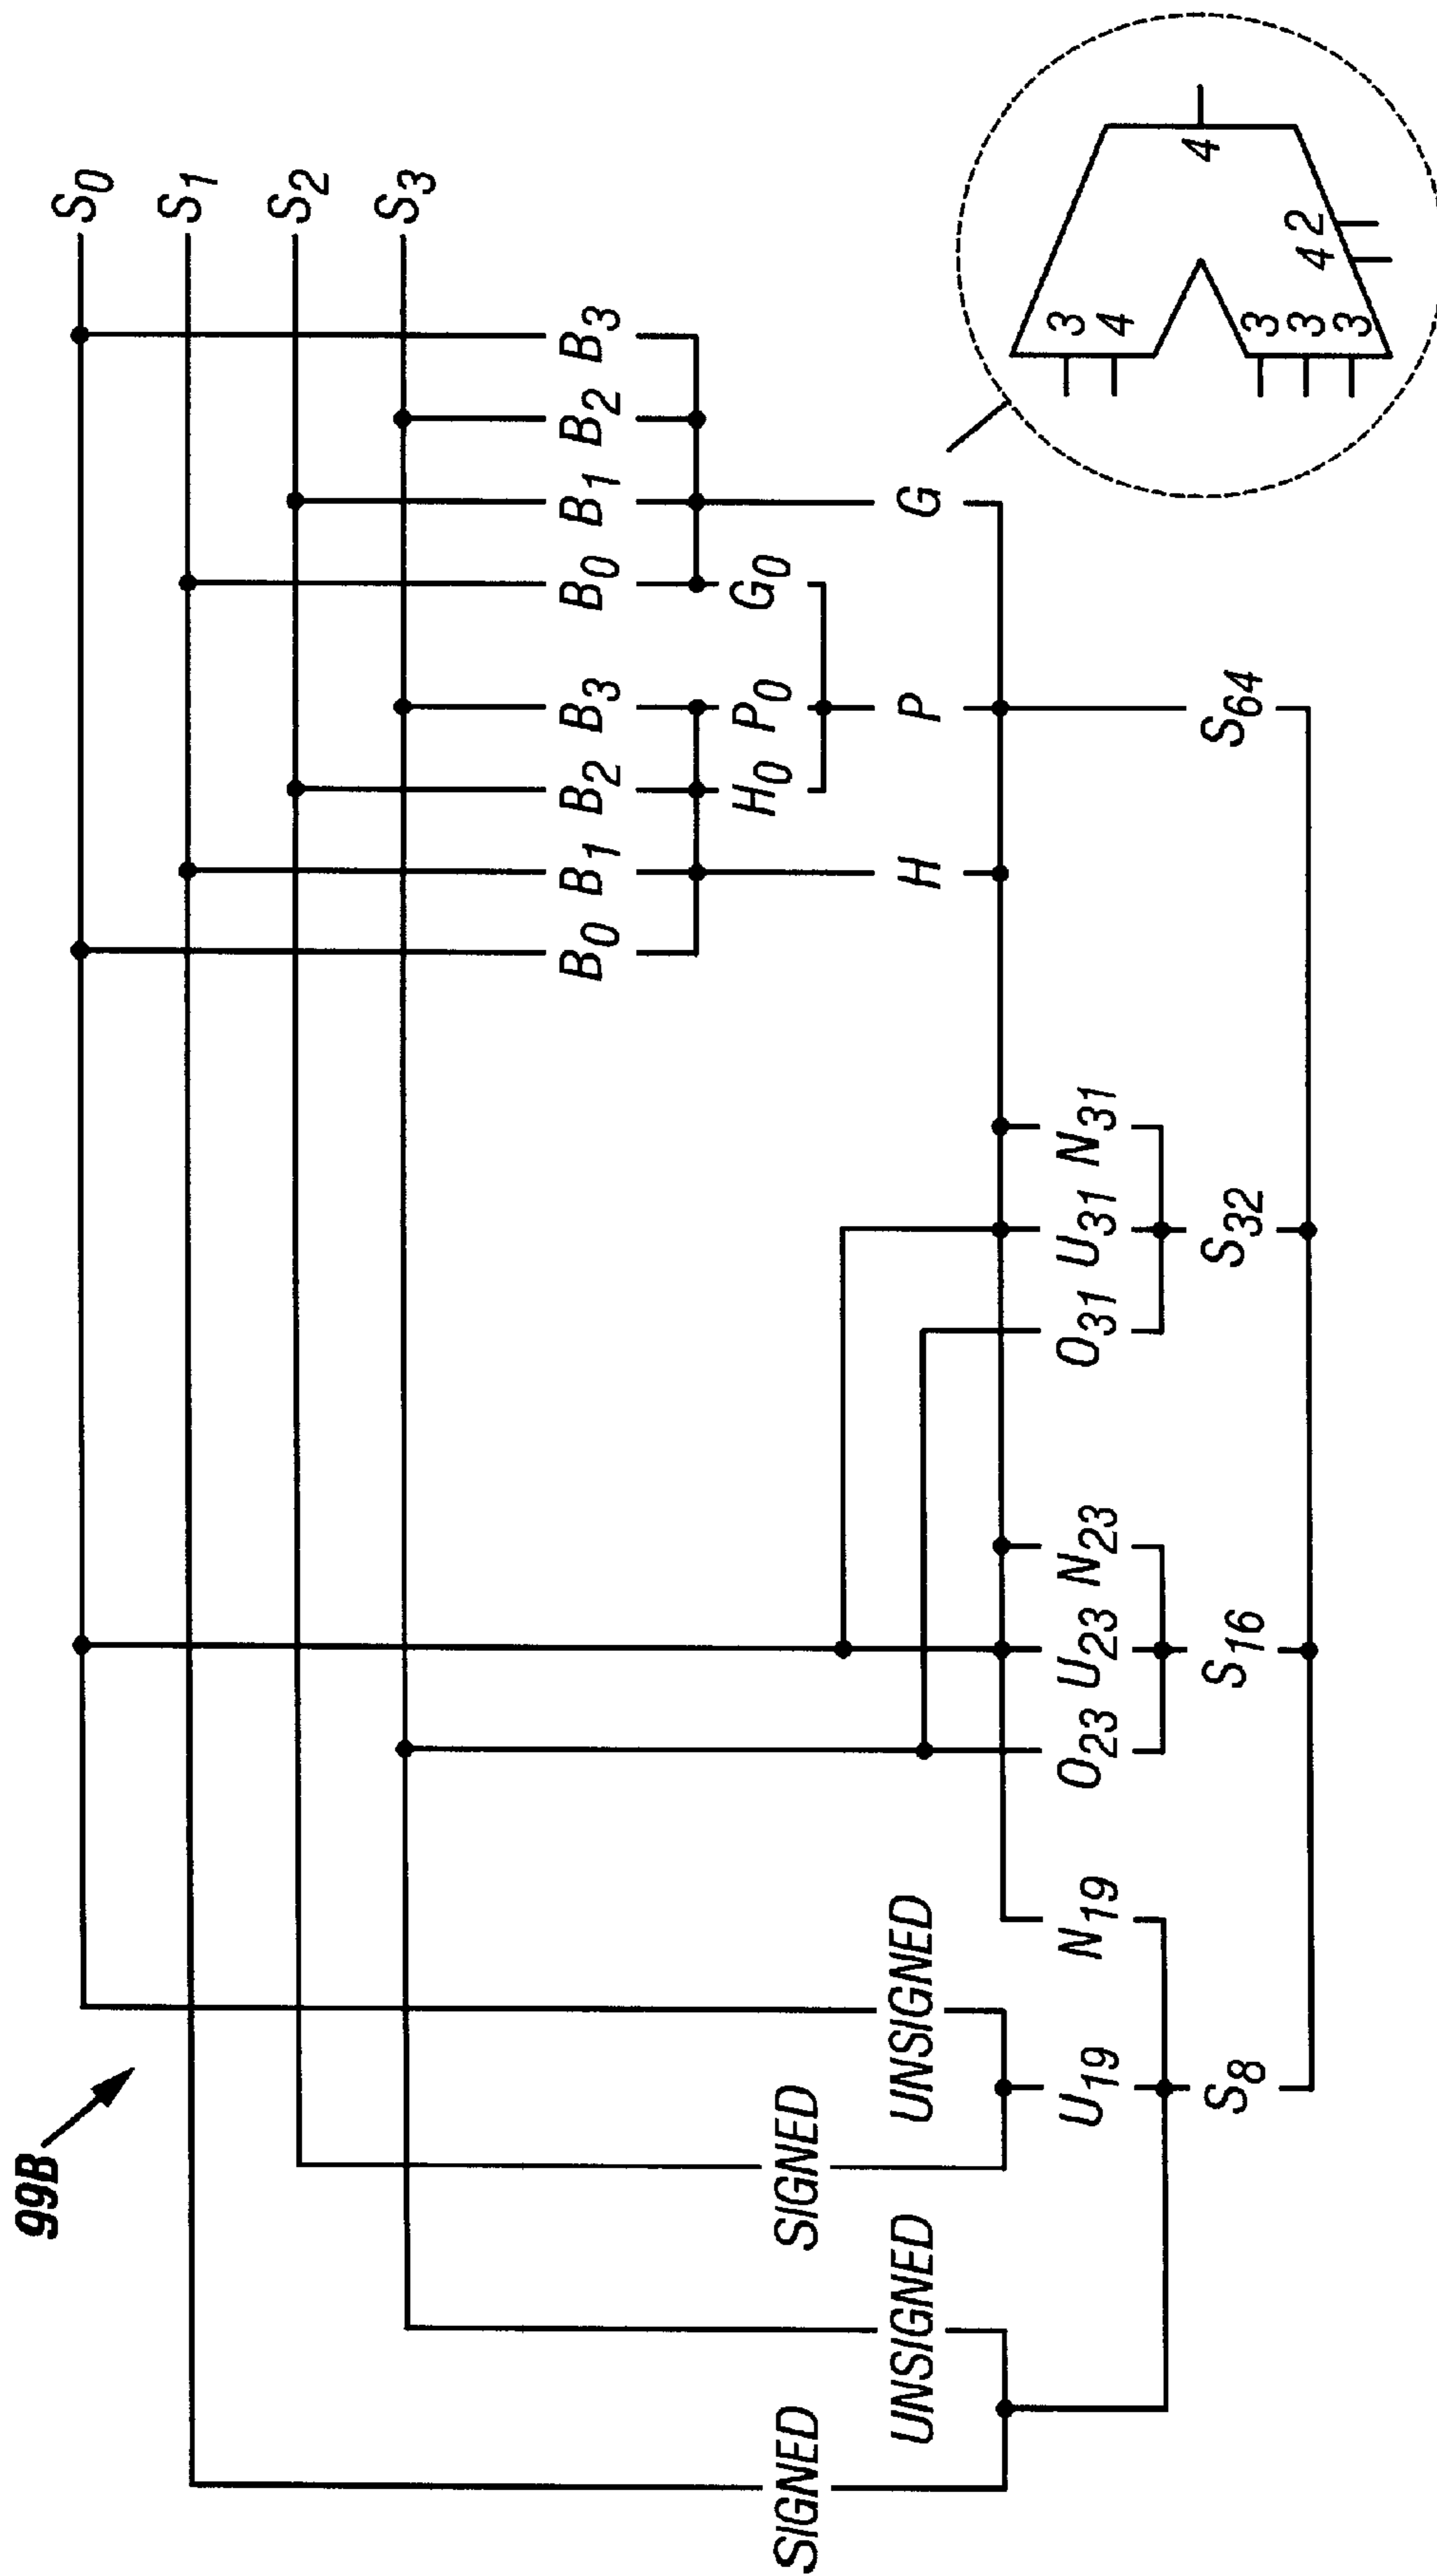 99B
S0
S1
S2
S3
B0 B1 B2 B3 B0 B1 B2 B3
H0 P0 G0
SIGNED SIGNED
UNSIGNED UNSIGNED H P G
U19 N19 O23 U23 N23 O31 U31 N31
S8 S16 S32 S64
3
4
3
3
3
4
2
4